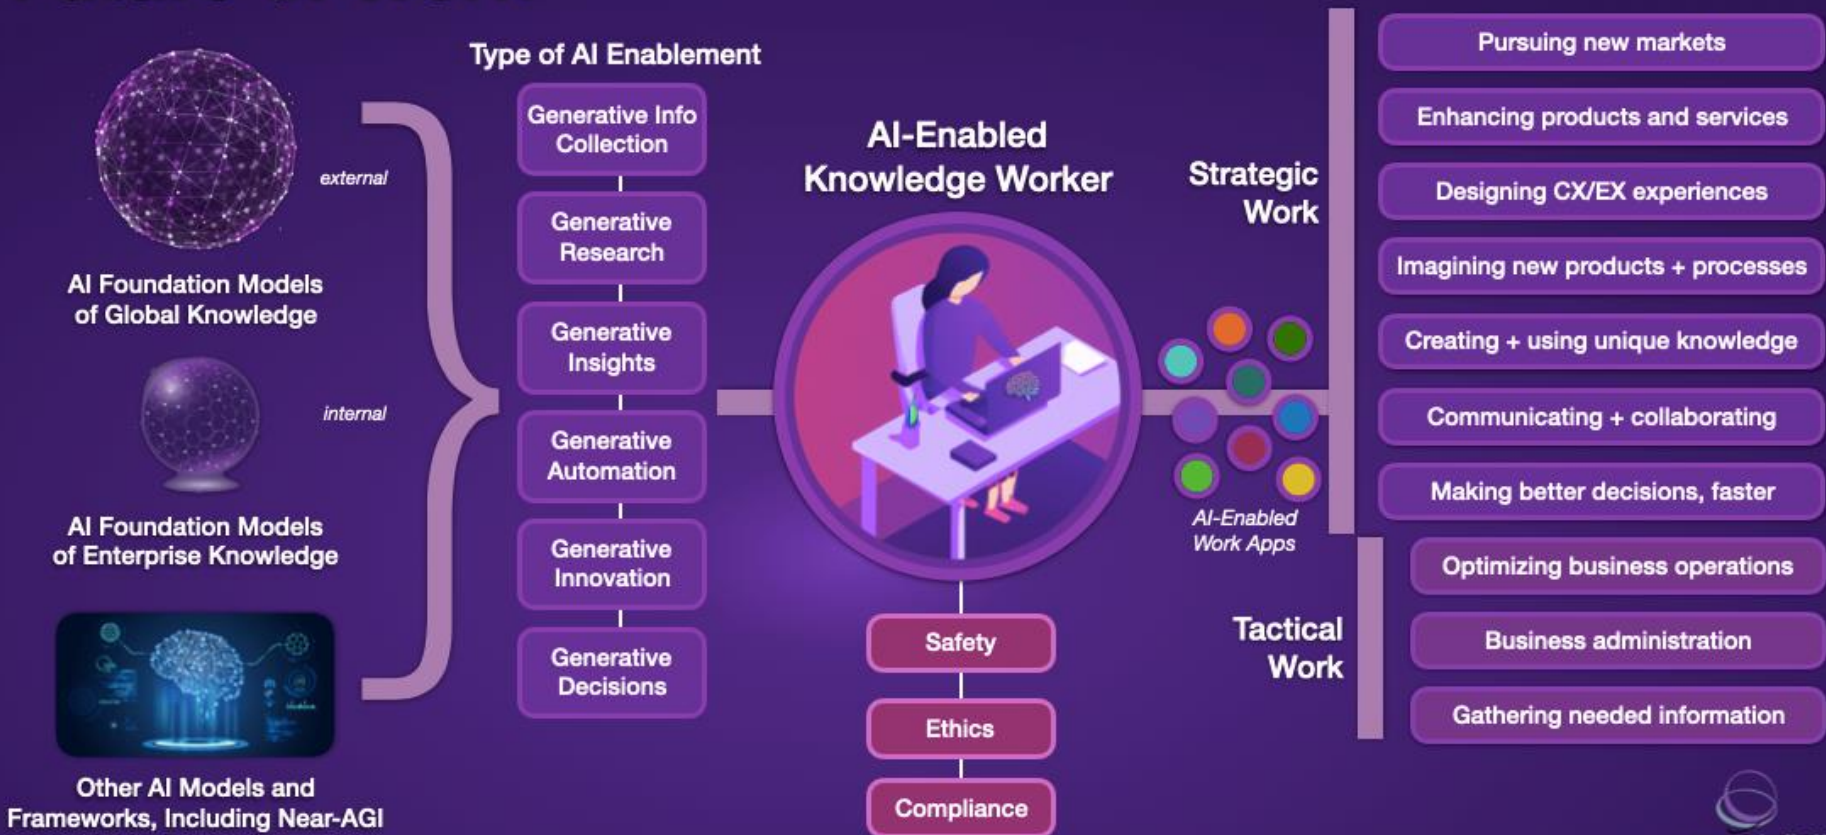 Type of AI Enablement
external
AI Foundation Models
of Global Knowledge
internal
AI Foundation Models
of Enterprise Knowledge
Other AI Models and
Frameworks, Including Near-AGI
Generative Info
Collection
Generative
Research
Generative
Insights
Generative
Automation
Generative
Innovation
Generative
Decisions
AI-Enabled
Knowledge Worker
Safety
Ethics
Compliance
AI-Enabled
Work Apps
Strategic
Work
Pursuing new markets
Enhancing products and services
Designing CX/EX experiences
Imagining new products + processes
Creating + using unique knowledge
Communicating + collaborating
Making better decisions, faster
Tactical
Work
Optimizing business operations
Business administration
Gathering needed information